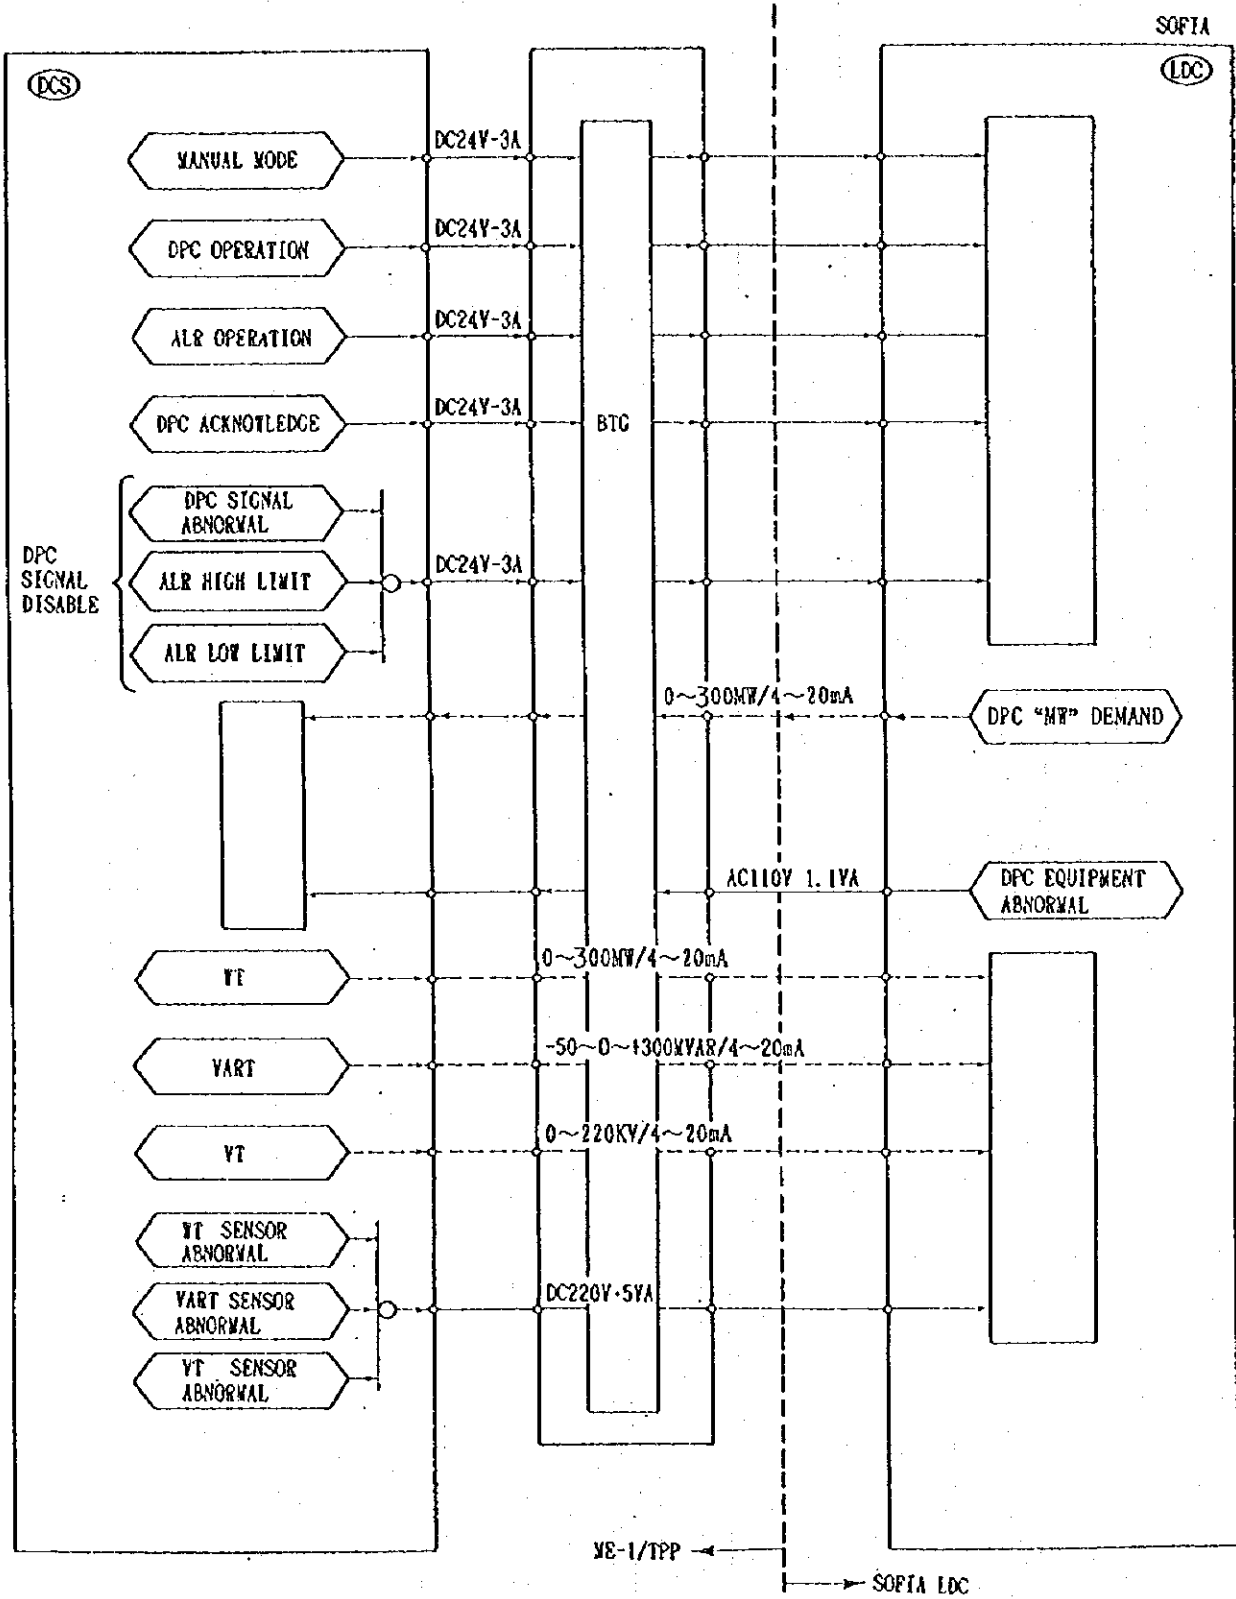 SOFIA
DCS
LDC
MANUAL MODE
DC24V-3A
DPC OPERATION
DC24V-3A
ALR OPERATION
DC24V-3A
DPC ACKNOWLEDGE
DC24V-3A
BTG
DPC SIGNAL
ABNORMAL
DPC
SIGNAL
DISABLE
ALR HIGH LIMIT
DC24V-3A
ALR LOW LIMIT
0~300MW/4~20mA
DPC "MW" DEMAND
AC110V 1.1VA
DPC EQUIPMENT
ABNORMAL
WT
0~300MW/4~20mA
VART
-50~0~+300MVAR/4~20mA
VT
0~220KV/4~20mA
WT SENSOR
ABNORMAL
VART SENSOR
ABNORMAL
DC220V·5VA
VT SENSOR
ABNORMAL
ME-1/TPP
SOFIA LDC